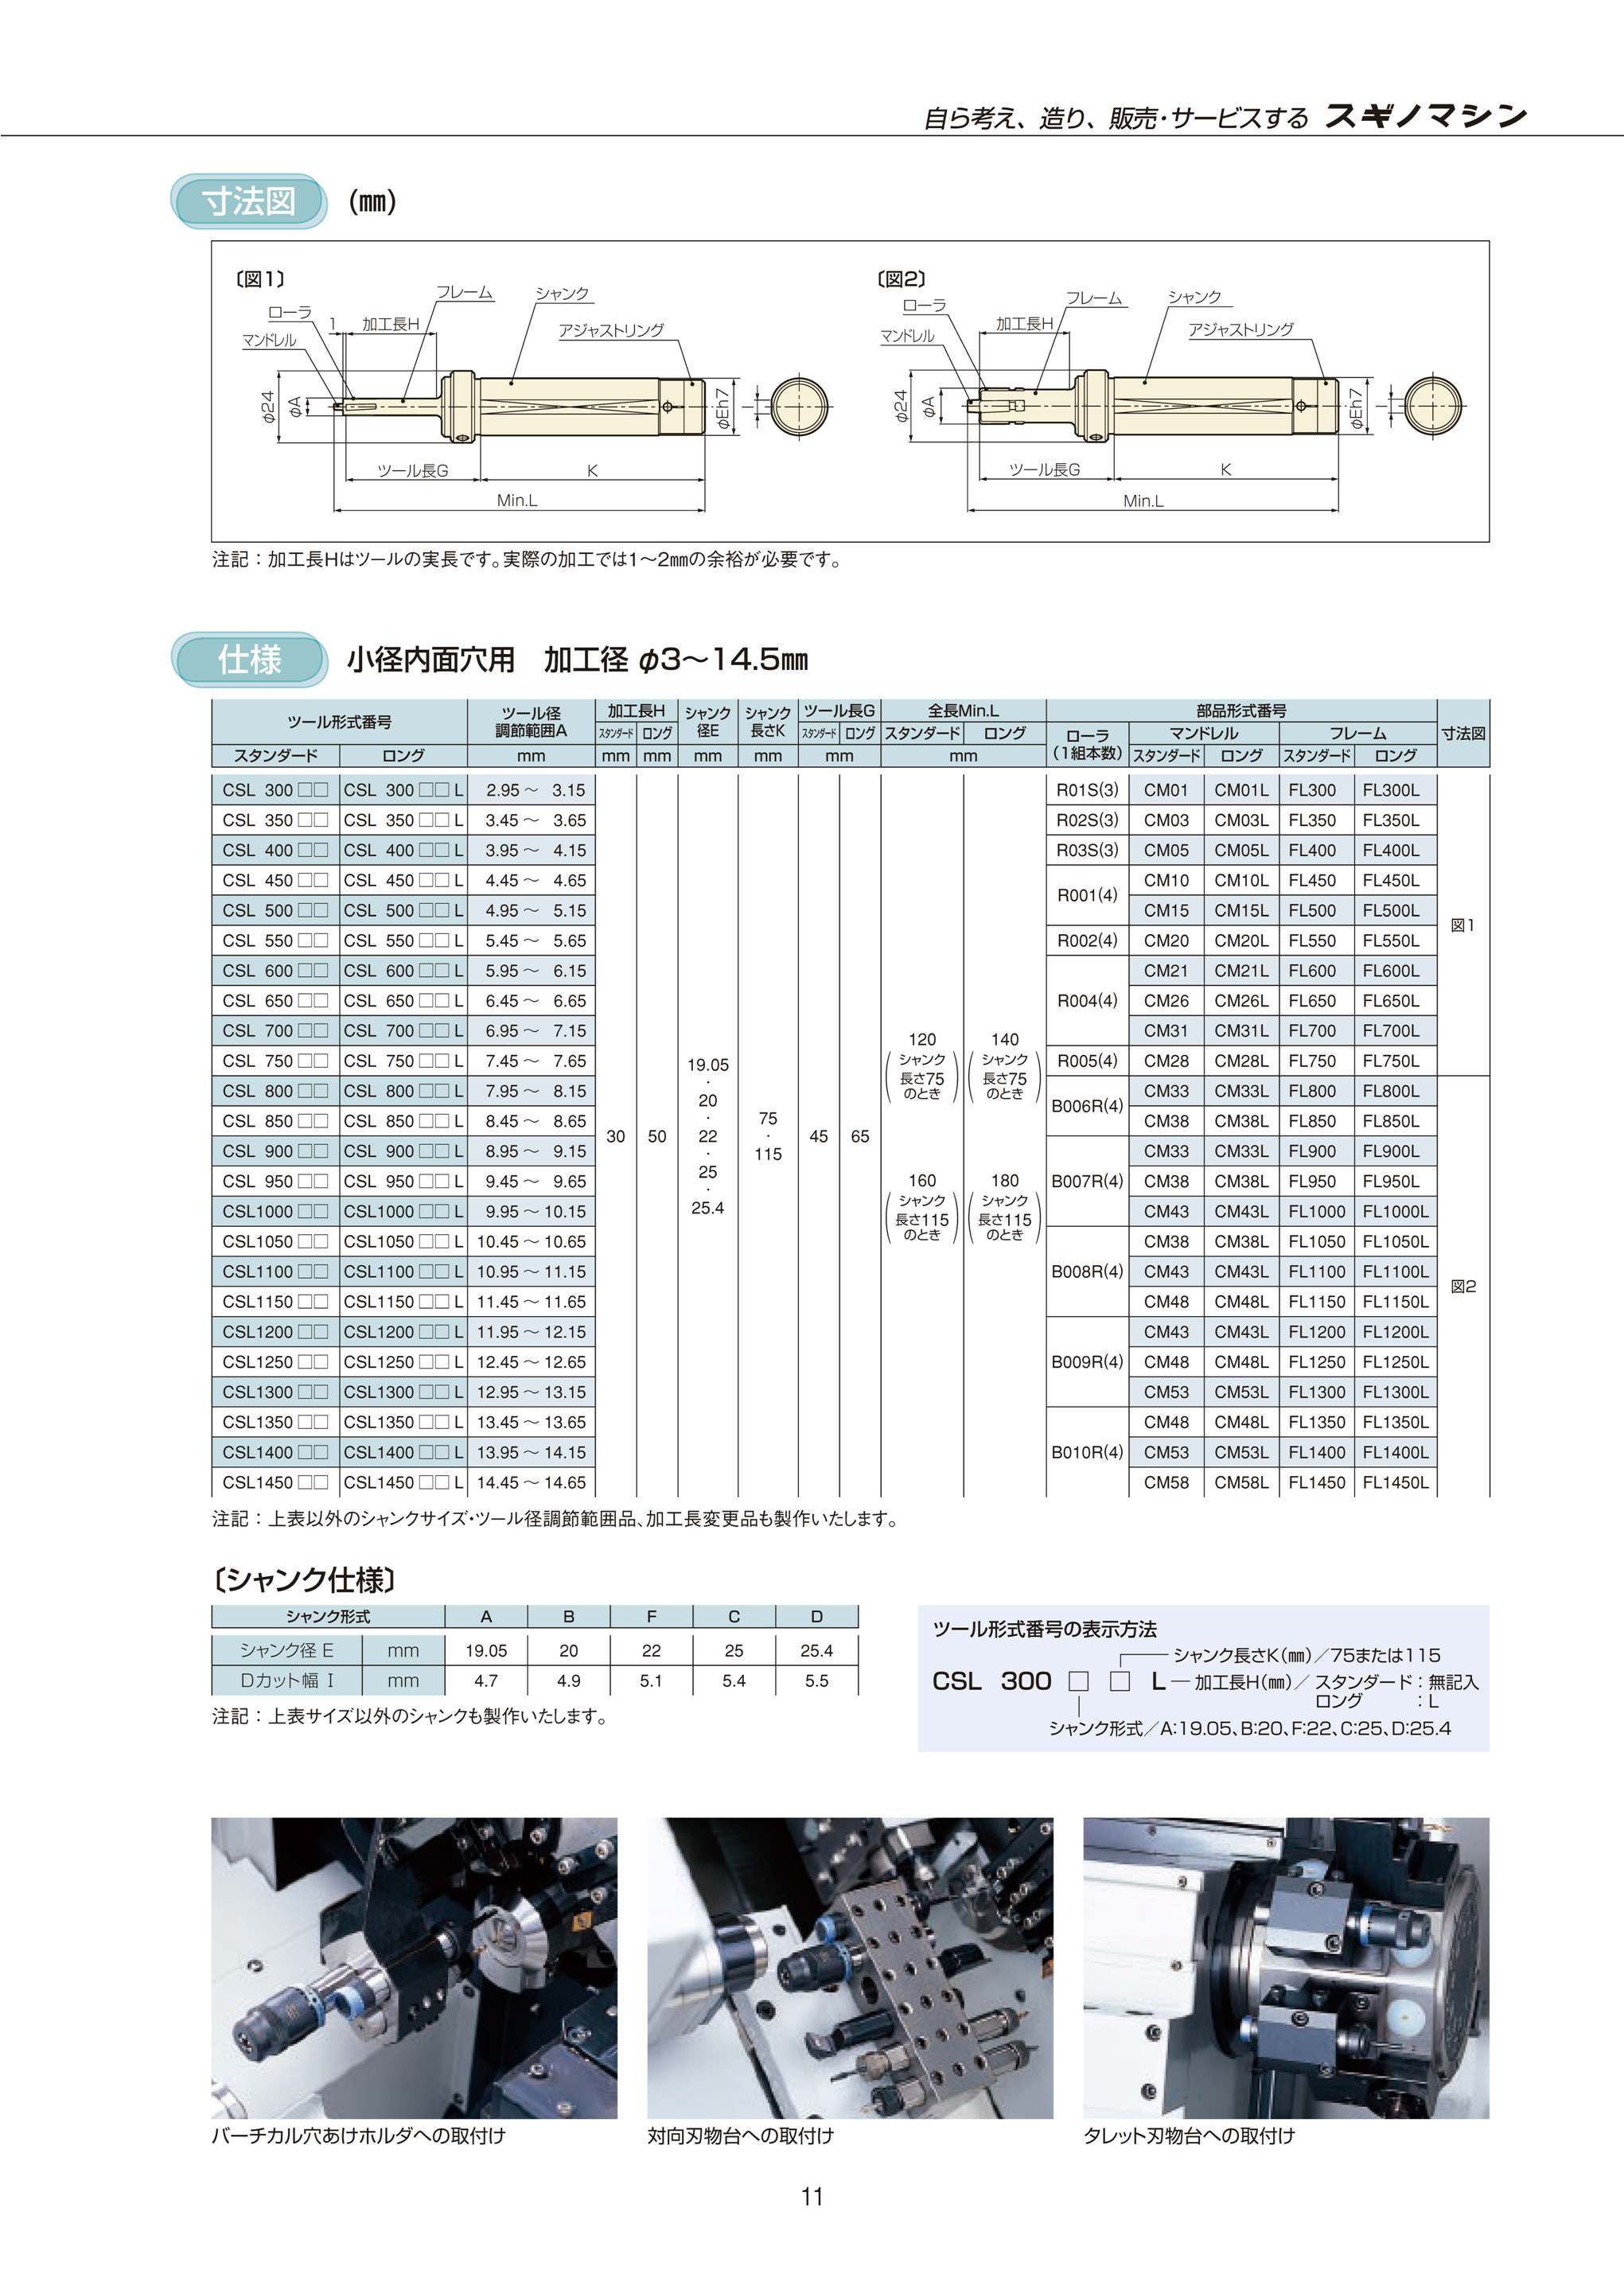 自ら考え、造り、販売・サービスする スギノマシン
寸法図 (㎜)
〔図1〕
ローラ
マンドレル
1
加工長H
フレーム
シャンク
アジャストリング
φ24
φA
φEh7
I
ツール長G
K
Min.L
〔図2〕
ローラ
マンドレル
加工長H
フレーム
シャンク
アジャストリング
φ24
φA
φEh7
I
ツール長G
K
Min.L
注記：加工長Hはツールの実長です。実際の加工では1～2㎜の余裕が必要です。
仕様 小径内面穴用 加工径 φ3～14.5㎜
ツール形式番号 ツール径調節範囲A 加工長H シャンク径E シャンク長さK ツール長G 全長Min.L 部品形式番号 寸法図
スタンダード ロング スタンダード ロング スタンダード ロング ローラ(1組本数) マンドレル フレーム
スタンダード ロング mm mm mm mm mm mm mm スタンダード ロング スタンダード ロング
CSL 300 □□ CSL 300 □□ L 2.95 ～ 3.15 R01S(3) CM01 CM01L FL300 FL300L
CSL 350 □□ CSL 350 □□ L 3.45 ～ 3.65 R02S(3) CM03 CM03L FL350 FL350L
CSL 400 □□ CSL 400 □□ L 3.95 ～ 4.15 R03S(3) CM05 CM05L FL400 FL400L
CSL 450 □□ CSL 450 □□ L 4.45 ～ 4.65 R001(4) CM10 CM10L FL450 FL450L
CSL 500 □□ CSL 500 □□ L 4.95 ～ 5.15 CM15 CM15L FL500 FL500L
図1
CSL 550 □□ CSL 550 □□ L 5.45 ～ 5.65 R002(4) CM20 CM20L FL550 FL550L
CSL 600 □□ CSL 600 □□ L 5.95 ～ 6.15 CM21 CM21L FL600 FL600L
CSL 650 □□ CSL 650 □□ L 6.45 ～ 6.65 R004(4) CM26 CM26L FL650 FL650L
CSL 700 □□ CSL 700 □□ L 6.95 ～ 7.15 CM31 CM31L FL700 FL700L
CSL 750 □□ CSL 750 □□ L 7.45 ～ 7.65 R005(4) CM28 CM28L FL750 FL750L
CSL 800 □□ CSL 800 □□ L 7.95 ～ 8.15 B006R(4) CM33 CM33L FL800 FL800L
CSL 850 □□ CSL 850 □□ L 8.45 ～ 8.65 CM38 CM38L FL850 FL850L
CSL 900 □□ CSL 900 □□ L 8.95 ～ 9.15 CM33 CM33L FL900 FL900L
CSL 950 □□ CSL 950 □□ L 9.45 ～ 9.65 B007R(4) CM38 CM38L FL950 FL950L
CSL1000 □□ CSL1000 □□ L 9.95 ～ 10.15 CM43 CM43L FL1000 FL1000L
CSL1050 □□ CSL1050 □□ L 10.45 ～ 10.65 CM38 CM38L FL1050 FL1050L
CSL1100 □□ CSL1100 □□ L 10.95 ～ 11.15 B008R(4) CM43 CM43L FL1100 FL1100L
図2
CSL1150 □□ CSL1150 □□ L 11.45 ～ 11.65 CM48 CM48L FL1150 FL1150L
CSL1200 □□ CSL1200 □□ L 11.95 ～ 12.15 CM43 CM43L FL1200 FL1200L
CSL1250 □□ CSL1250 □□ L 12.45 ～ 12.65 B009R(4) CM48 CM48L FL1250 FL1250L
CSL1300 □□ CSL1300 □□ L 12.95 ～ 13.15 CM53 CM53L FL1300 FL1300L
CSL1350 □□ CSL1350 □□ L 13.45 ～ 13.65 CM48 CM48L FL1350 FL1350L
CSL1400 □□ CSL1400 □□ L 13.95 ～ 14.15 B010R(4) CM53 CM53L FL1400 FL1400L
CSL1450 □□ CSL1450 □□ L 14.45 ～ 14.65 CM58 CM58L FL1450 FL1450L
30
50
19.05・20・22・25・25.4
75・115
45
65
120（シャンク長さ75のとき）
140（シャンク長さ75のとき）
160（シャンク長さ115のとき）
180（シャンク長さ115のとき）
注記：上表以外のシャンクサイズ・ツール径調節範囲品、加工長変更品も製作いたします。
〔シャンク仕様〕
シャンク形式 A B F C D
シャンク径 E mm 19.05 20 22 25 25.4
Dカット幅 I mm 4.7 4.9 5.1 5.4 5.5
注記：上表サイズ以外のシャンクも製作いたします。
ツール形式番号の表示方法
シャンク長さK(㎜)／75または115
CSL 300 □ □ L ― 加工長H(㎜)／スタンダード：無記入
ロング ：L
シャンク形式／A:19.05、B:20、F:22、C:25、D:25.4
バーチカル穴あけホルダへの取付け
対向刃物台への取付け
タレット刃物台への取付け
11